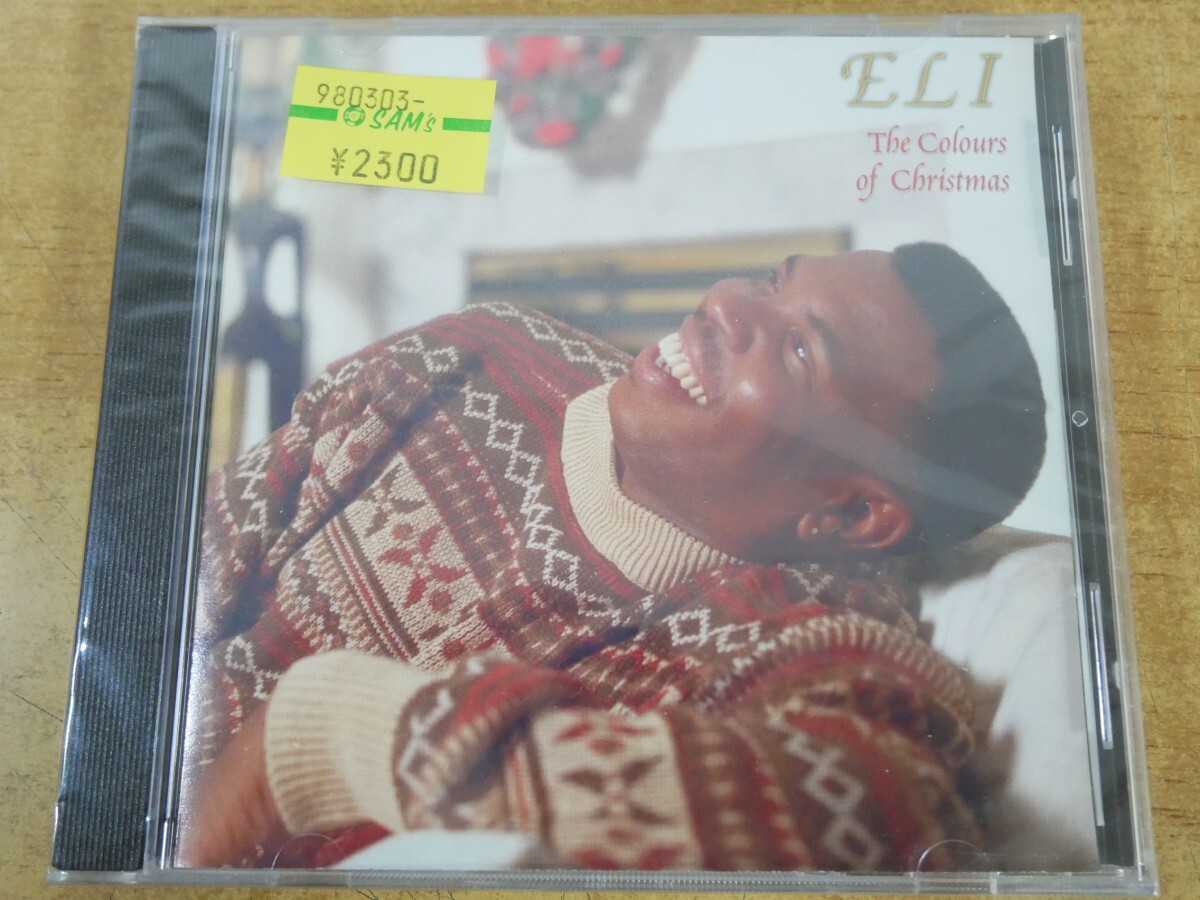 980303-
SAM's
¥2300
ELI
The Colours
of Christmas